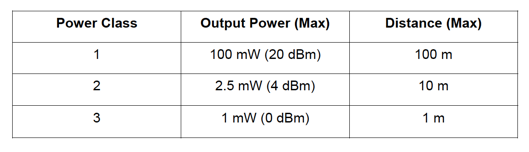 Power Class Output Power (Max) Distance (Max)
1 100 mW (20 dBm) 100 m
2 2.5 mW (4 dBm) 10 m
3 1 mW (0 dBm) 1 m